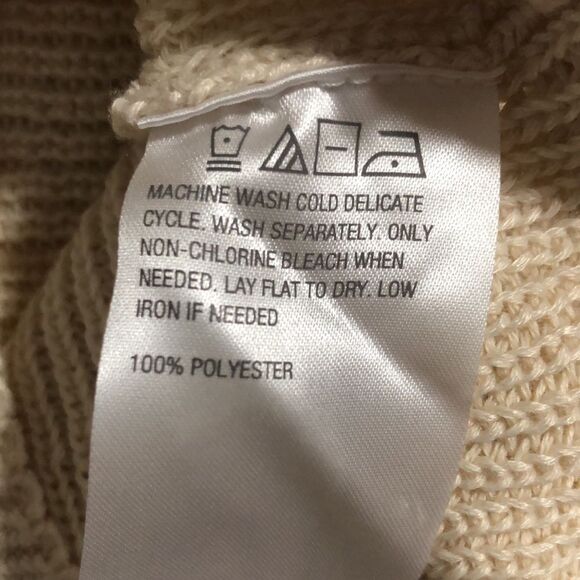 MACHINE WASH COLD DELICATE
CYCLE. WASH SEPARATELY. ONLY
NON-CHLORINE BLEACH WHEN
NEEDED. LAY FLAT TO DRY. LOW
IRON IF NEEDED
100% POLYESTER